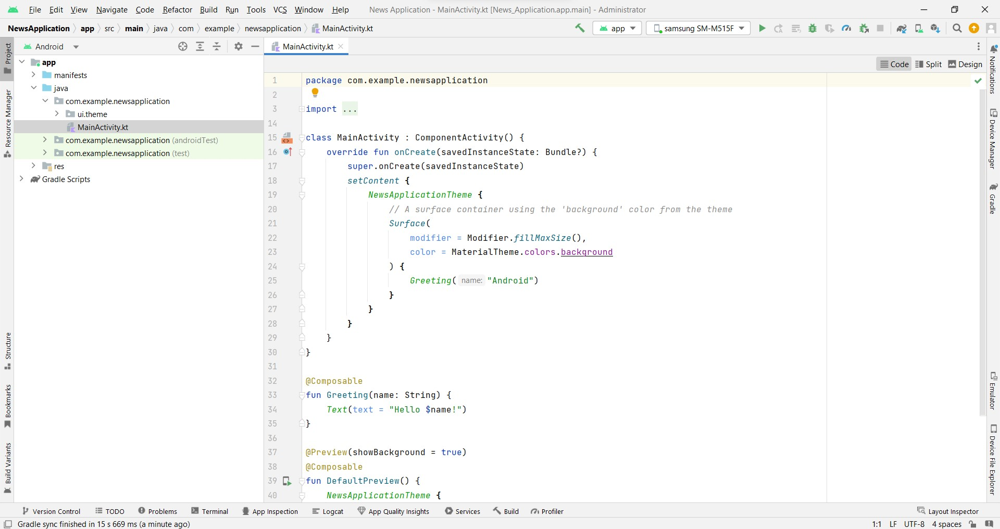 File Edit View Navigate Code Refactor Build Run Tools VCS Window Help News Application - MainActivity.kt [News_Application.app.main] - Administrator
NewsApplication app src main java com example newsapplication MainActivity.kt app samsung SM-M515F
Android
MainActivity.kt
Code Split Design
Project
Resource Manager
Structure
Bookmarks
Build Variants
app
manifests
java
com.example.newsapplication
ui.theme
MainActivity.kt
com.example.newsapplication (androidTest)
com.example.newsapplication (test)
res
Gradle Scripts
1 package com.example.newsapplication
2
3 import ...
14
15 class MainActivity : ComponentActivity() {
16 override fun onCreate(savedInstanceState: Bundle?) {
17 super.onCreate(savedInstanceState)
18 setContent {
19 NewsApplicationTheme {
20 // A surface container using the 'background' color from the theme
21 Surface(
22 modifier = Modifier.fillMaxSize(),
23 color = MaterialTheme.colors.background
24 ) {
25 Greeting( name: "Android")
26 }
27 }
28 }
29 }
30 }
31
32 @Composable
33 fun Greeting(name: String) {
34 Text(text = "Hello $name!")
35 }
36
37 @Preview(showBackground = true)
38 @Composable
39 fun DefaultPreview() {
40 NewsApplicationTheme {
Notifications
Device Manager
Gradle
Emulator
Device File Explorer
Version Control TODO Problems Terminal App Inspection Logcat App Quality Insights Services Build Profiler Layout Inspector
Gradle sync finished in 15 s 669 ms (a minute ago) 1:1 LF UTF-8 4 spaces